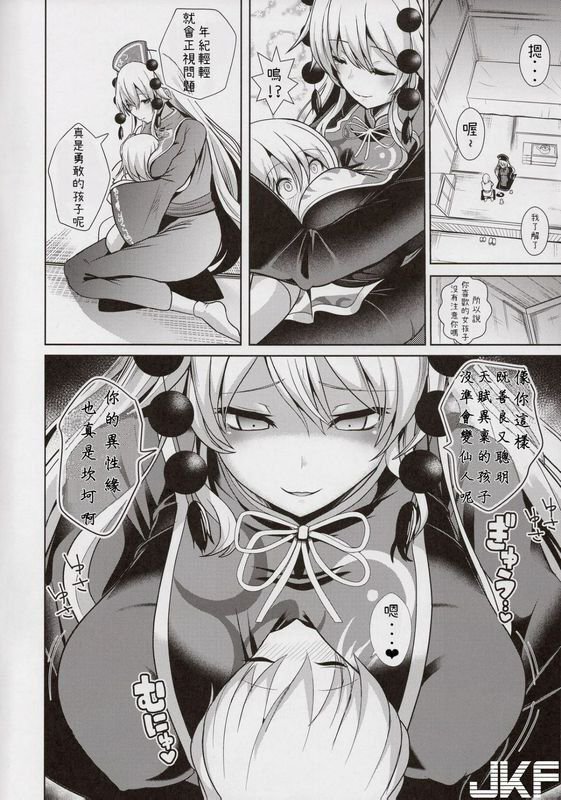 摁...
喔~
我了解了
所以說
你喜歡的女孩子
沒有注意你嗎
嗚!?
年紀輕輕
就會正視問題
真是勇敢的孩子呢
像你這樣
既善良又聰明
天賦異稟的孩子
沒準會變仙人呢
ぎゅうぅ…♡
ゆさ
ゆさ
你的異性緣
也真是坎坷啊
ゆさ
ゆさ
嗯...♥
むにゅ♡
JKF